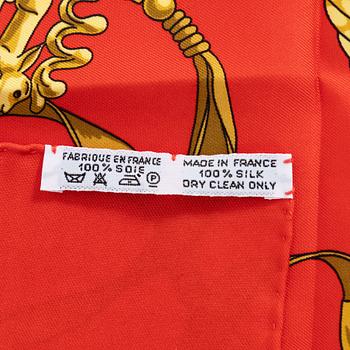 FABRIQUE EN FRANCE
100% SOIE
P
MADE IN FRANCE
100% SILK
DRY CLEAN ONLY